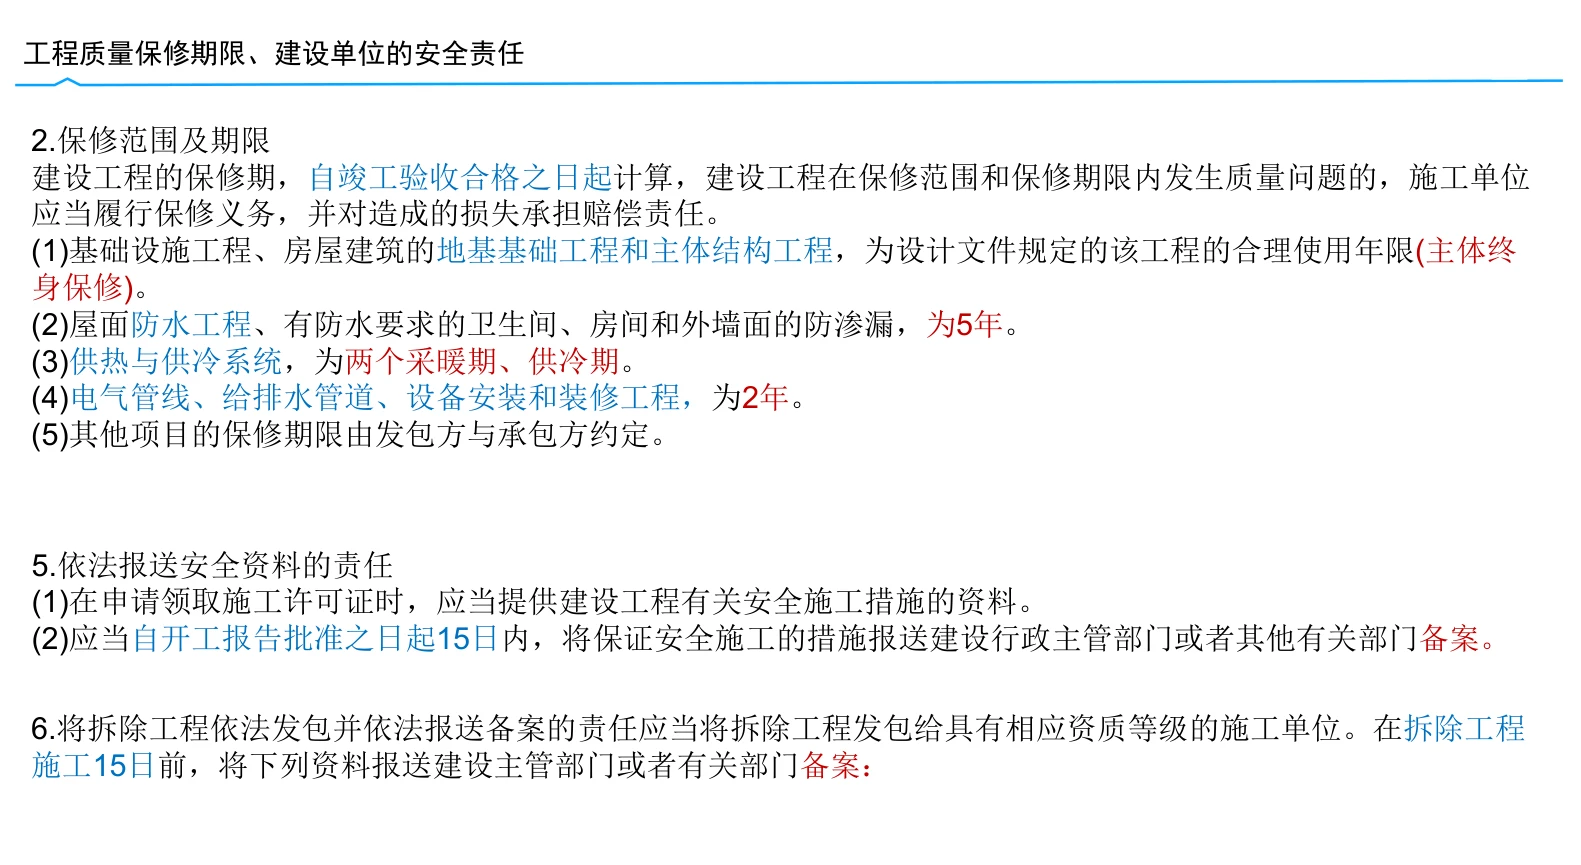 工程质量保修期限、建设单位的安全责任
2.保修范围及期限
建设工程的保修期，自竣工验收合格之日起计算，建设工程在保修范围和保修期限内发生质量问题的，施工单位
应当履行保修义务，并对造成的损失承担赔偿责任。
(1)基础设施工程、房屋建筑的地基基础工程和主体结构工程，为设计文件规定的该工程的合理使用年限(主体终
身保修)。
(2)屋面防水工程、有防水要求的卫生间、房间和外墙面的防渗漏，为5年。
(3)供热与供冷系统，为两个采暖期、供冷期。
(4)电气管线、给排水管道、设备安装和装修工程，为2年。
(5)其他项目的保修期限由发包方与承包方约定。
5.依法报送安全资料的责任
(1)在申请领取施工许可证时，应当提供建设工程有关安全施工措施的资料。
(2)应当自开工报告批准之日起15日内，将保证安全施工的措施报送建设行政主管部门或者其他有关部门备案。
6.将拆除工程依法发包并依法报送备案的责任应当将拆除工程发包给具有相应资质等级的施工单位。在拆除工程
施工15日前，将下列资料报送建设主管部门或者有关部门备案：